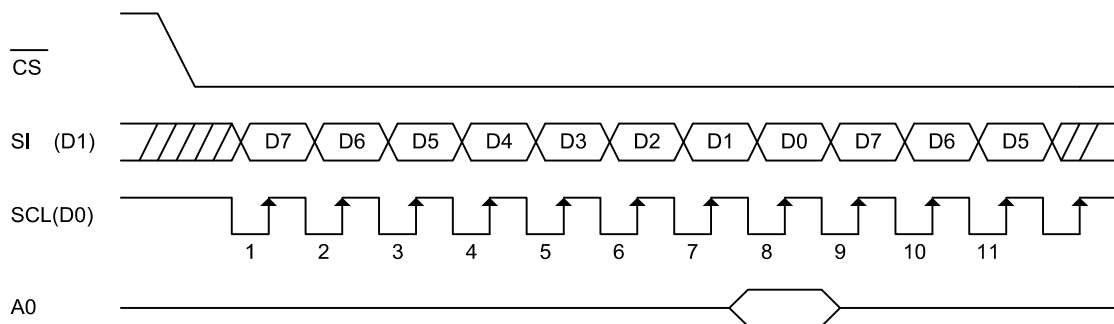 CS
SI (D1) D7 D6 D5 D4 D3 D2 D1 D0 D7 D6 D5
SCL(D0)
1 2 3 4 5 6 7 8 9 10 11
A0